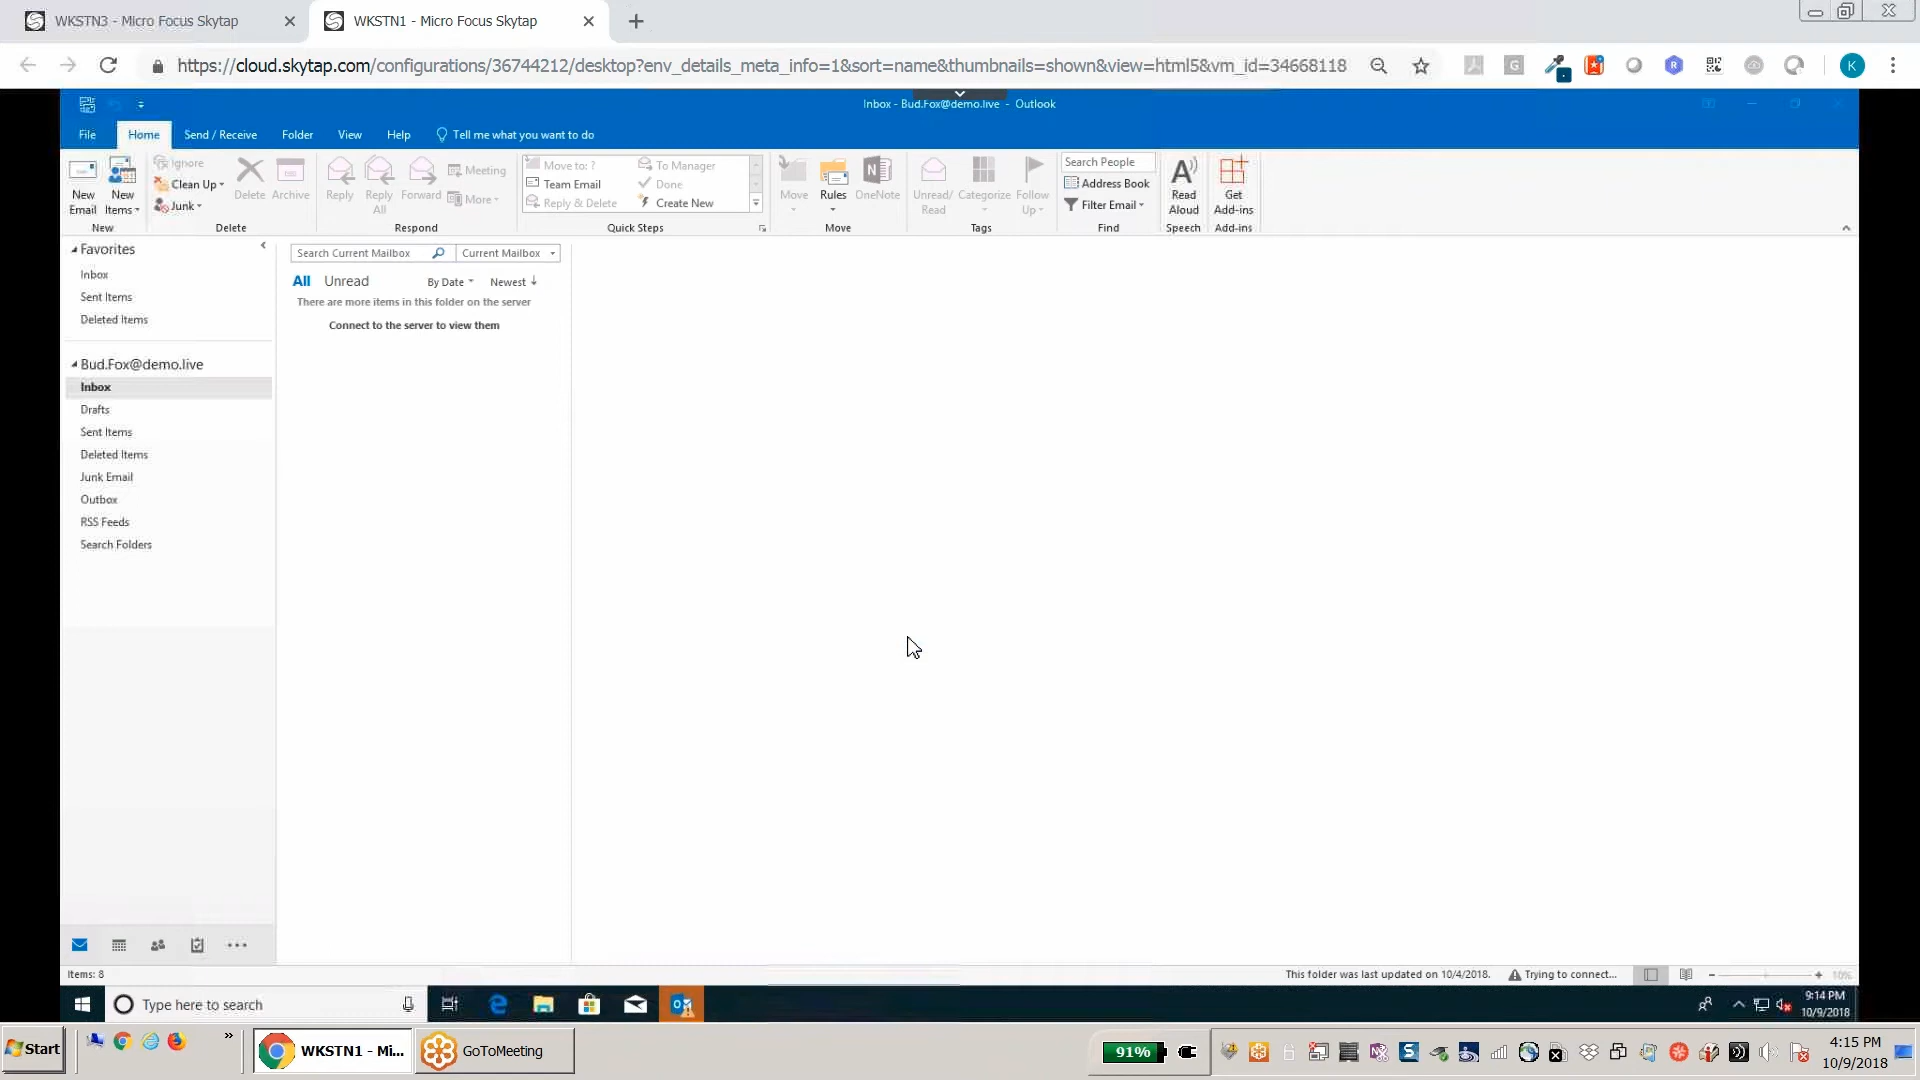 WKSTN3 - Micro Focus Skytap
WKSTN1 - Micro Focus Skytap
https://cloud.skytap.com/configurations/36744212/desktop?env_details_meta_info=1&sort=name&thumbnails=shown&view=html5&vm_id=34668118
K
Inbox - Bud.Fox@demo.live - Outlook
File
Home
Send / Receive
Folder
View
Help
Tell me what you want to do
New Email
New Items
New
Ignore
Clean Up
Junk
Delete
Archive
Delete
Reply
Reply All
Forward
Meeting
More
Respond
Move to: ?
Team Email
Reply & Delete
To Manager
Done
Create New
Quick Steps
Move
Rules
OneNote
Move
Unread/ Read
Categorize
Follow Up
Tags
Search People
Address Book
Filter Email
Find
Read Aloud
Speech
Get Add-ins
Add-ins
Favorites
Inbox
Sent Items
Deleted Items
Bud.Fox@demo.live
Inbox
Drafts
Sent Items
Deleted Items
Junk Email
Outbox
RSS Feeds
Search Folders
Search Current Mailbox
Current Mailbox
All
Unread
By Date
Newest
There are more items in this folder on the server
Connect to the server to view them
Items: 8
This folder was last updated on 10/4/2018.
Trying to connect...
10%
Type here to search
9:14 PM
10/9/2018
Start
WKSTN1 - Mi...
GoToMeeting
91%
4:15 PM
10/9/2018